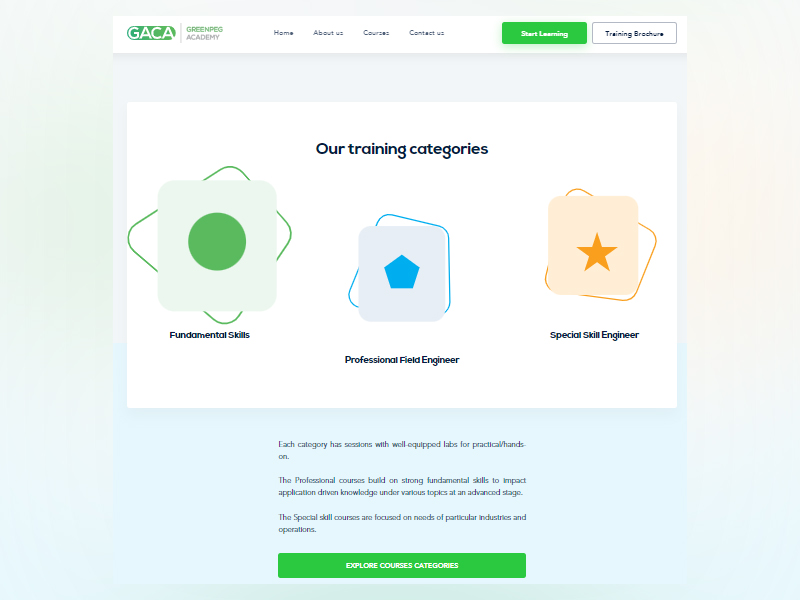 GACA GREENPEG
ACADEMY
Home About us Courses Contact us
Start Learning Training Brochure
Our training categories
Fundamental Skills
Professional Field Engineer
Special Skill Engineer
Each category has sessions with well-equipped labs for practical/hands-
on.
The Professional courses build on strong fundamental skills to impact
application driven knowledge under various topics at an advanced stage.
The Special skill courses are focused on needs of particular industries and
operations.
EXPLORE COURSES CATEGORIES